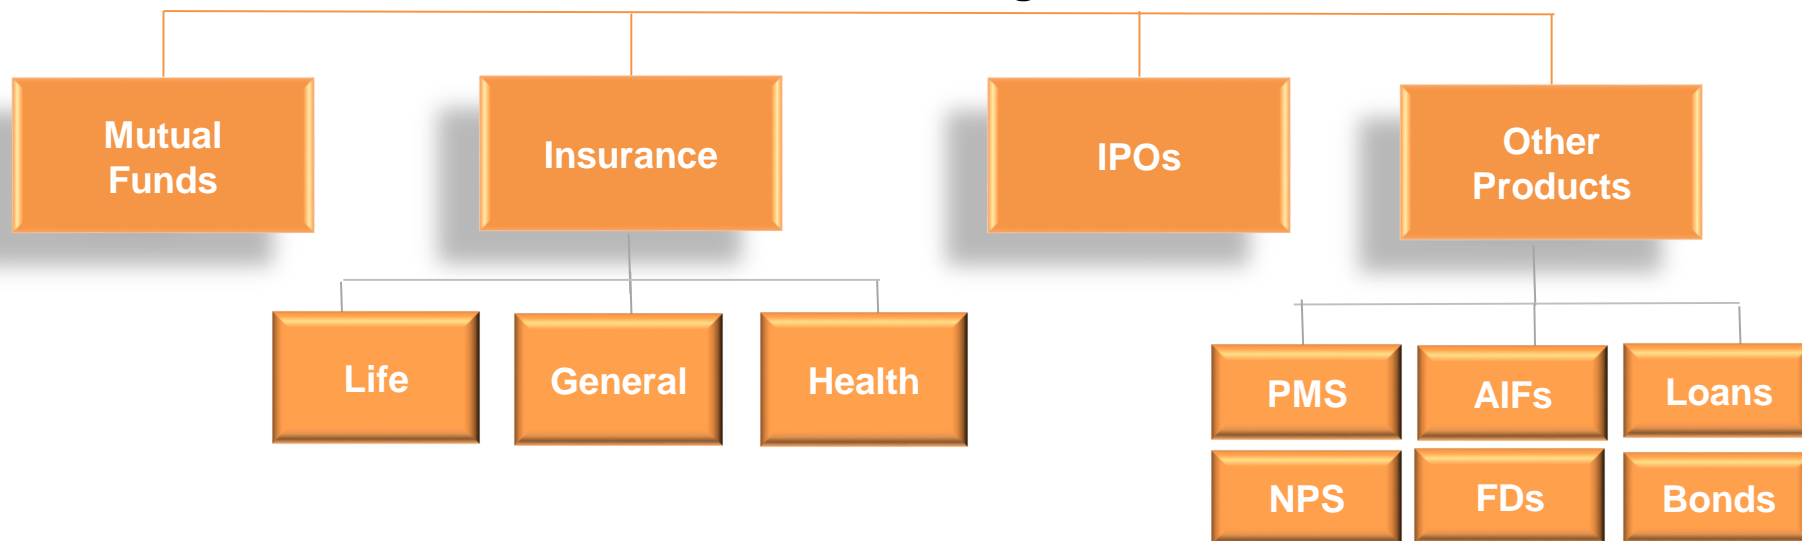 Mutual
Funds
Insurance
IPOs
Other
Products
Life
General
Health
PMS
AIFs
Loans
NPS
FDs
Bonds